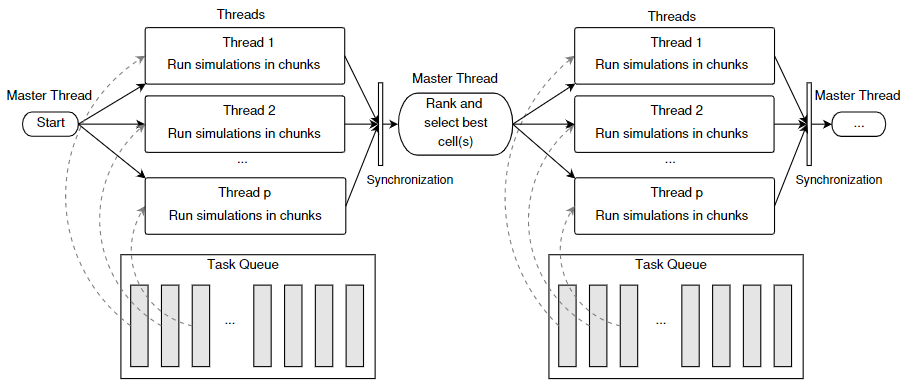 Threads
Thread 1
Run simulations in chunks
Master Thread
Start
Thread 2
Run simulations in chunks
...
Thread p
Run simulations in chunks
Synchronization
Task Queue
...
Master Thread
Rank and
select best
cell(s)
Threads
Thread 1
Run simulations in chunks
Thread 2
Run simulations in chunks
...
Thread p
Run simulations in chunks
Synchronization
Master Thread
...
Task Queue
...